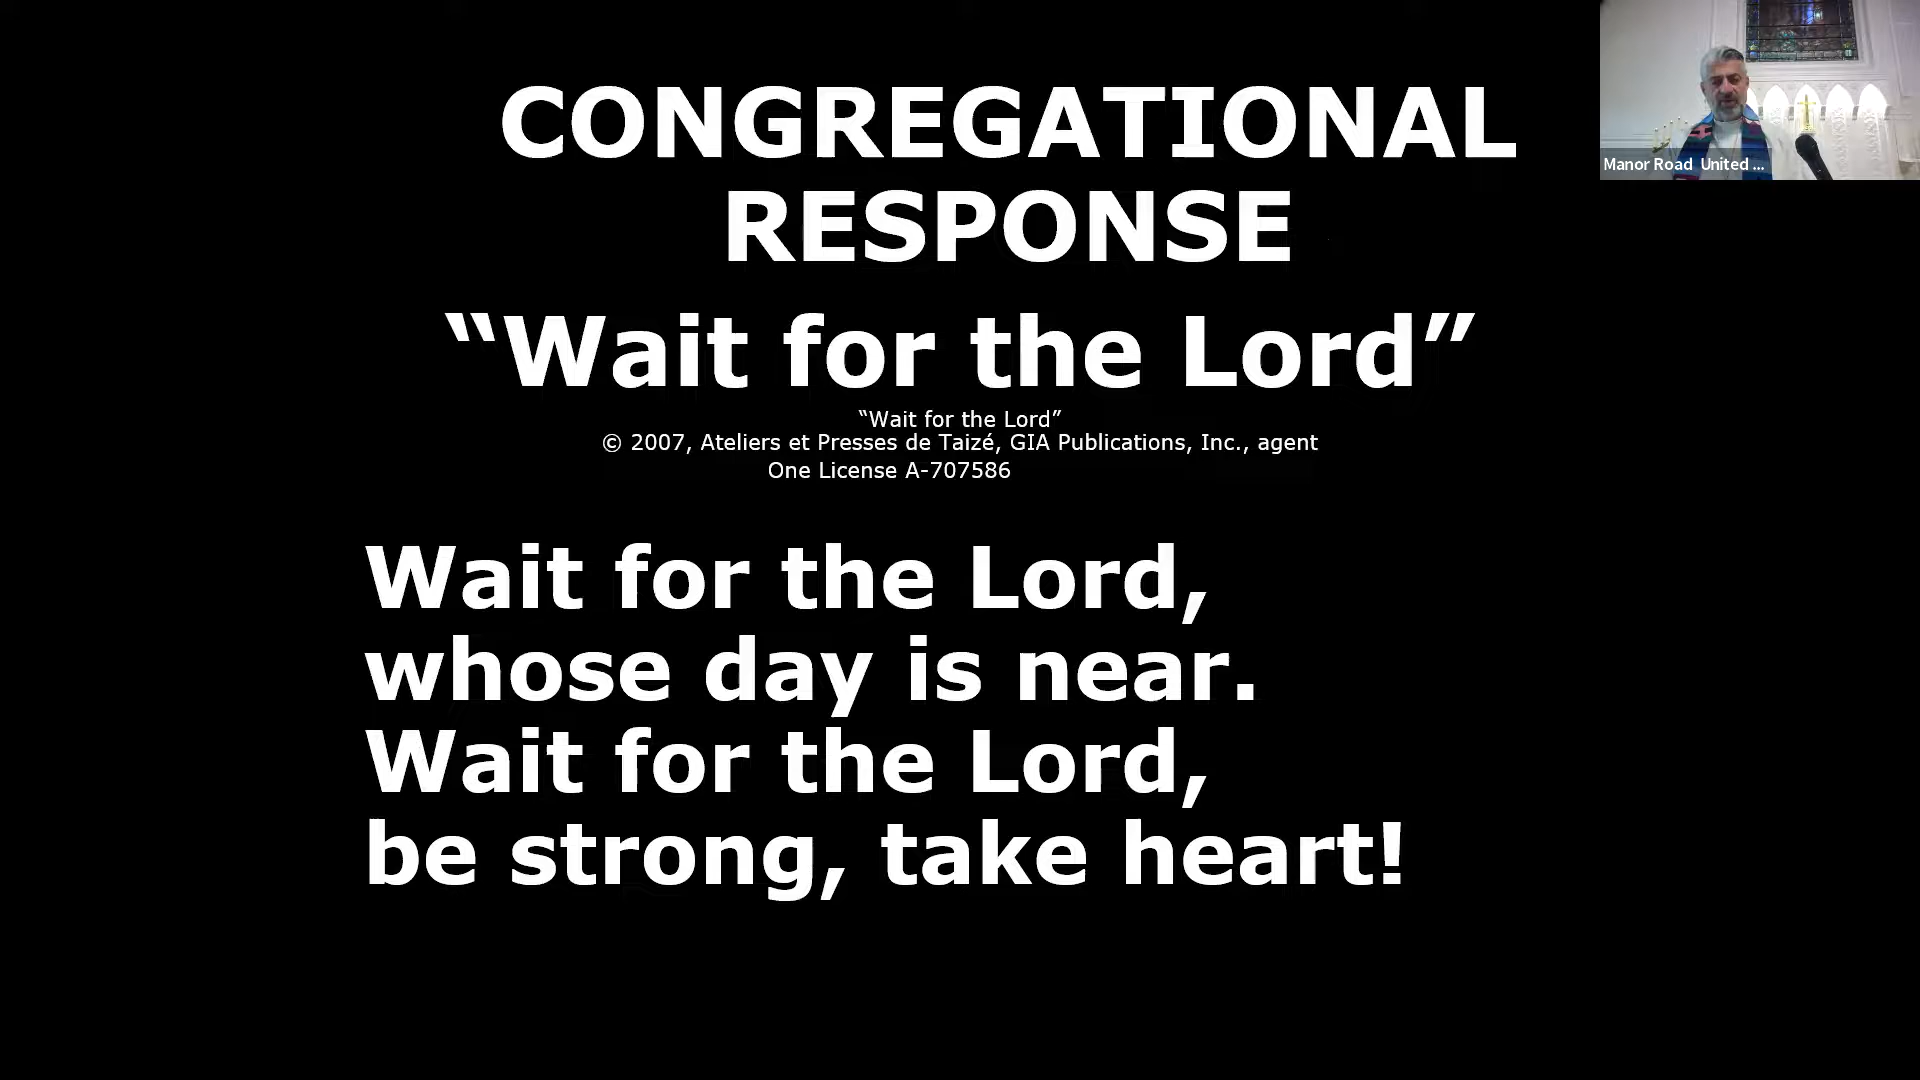 CONGREGATIONAL
RESPONSE
“Wait for the Lord”
“Wait for the Lord”
© 2007, Ateliers et Presses de Taizé, GIA Publications, Inc., agent
One License A-707586
Wait for the Lord,
whose day is near.
Wait for the Lord,
be strong, take heart!
Manor Road United ...